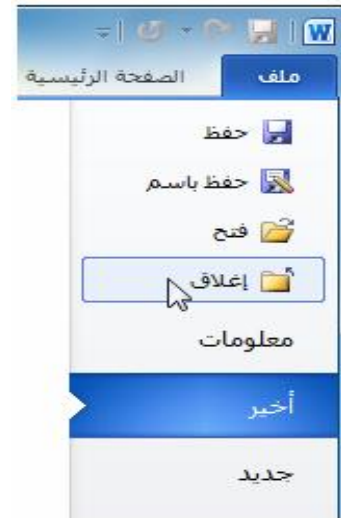 W
ملف الصفحة الرئيسية
حفظ
حفظ باسم
فتح
إغلاق
معلومات
أخير
جديد